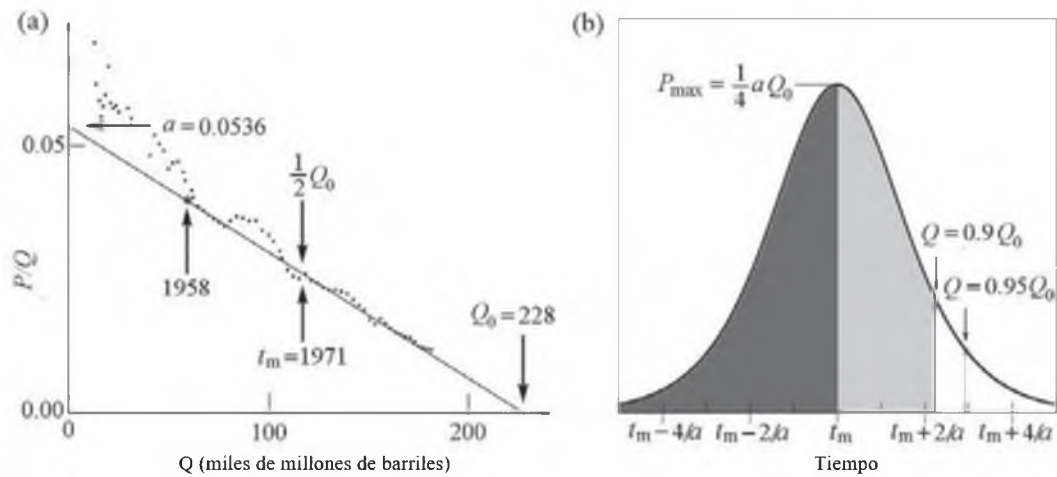 (a)
a = 0.0536
0.05
1/2 Q₀
P/Q
1958
Q₀ = 228
tₘ = 1971
0.00
0
100
200
Q (miles de millones de barriles)
(b)
Pₘₐₓ = 1/4 aQ₀
Q = 0.9Q₀
Q = 0.95Q₀
tₘ − 4/a
tₘ − 2/a
tₘ
tₘ + 2/a
tₘ + 4/a
Tiempo